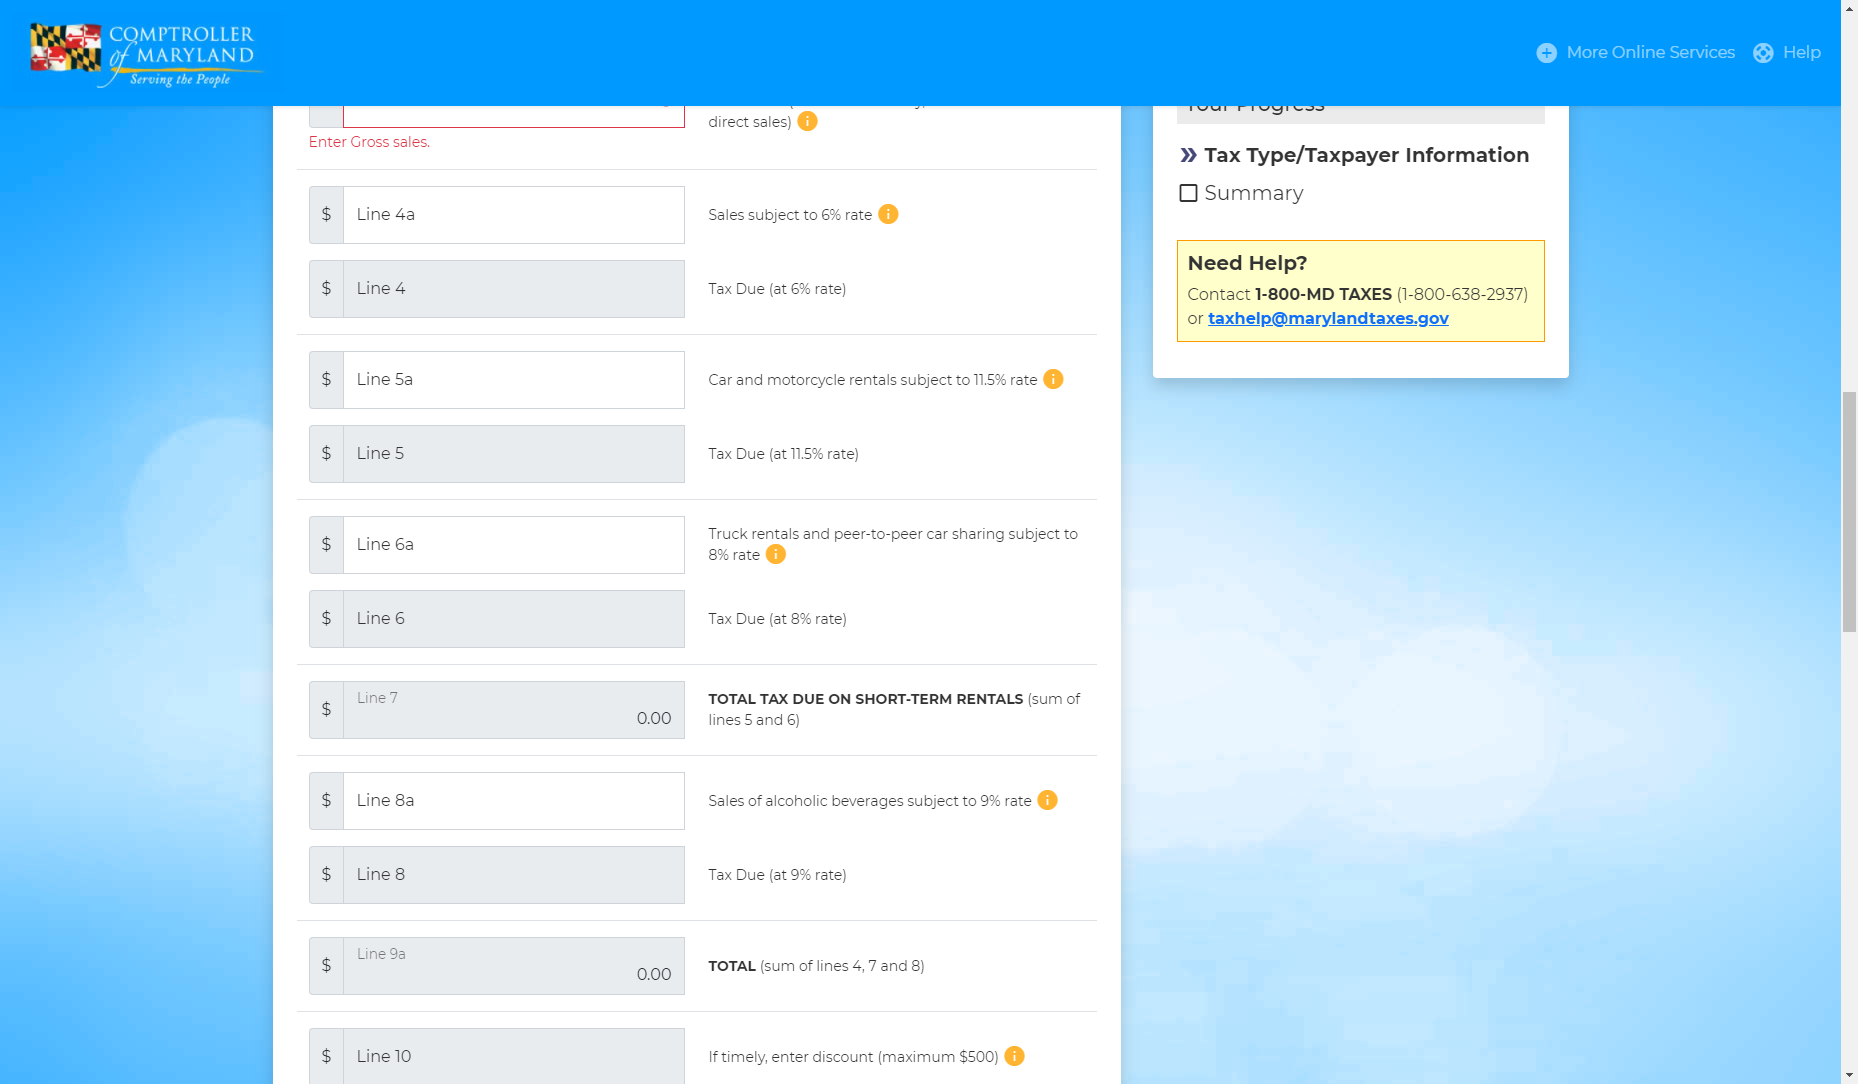 COMPTROLLER
of MARYLAND
Serving the People
More Online Services
Help
direct sales)
Enter Gross sales.
$ Line 4a
Sales subject to 6% rate
$ Line 4
Tax Due (at 6% rate)
$ Line 5a
Car and motorcycle rentals subject to 11.5% rate
$ Line 5
Tax Due (at 11.5% rate)
$ Line 6a
Truck rentals and peer-to-peer car sharing subject to
8% rate
$ Line 6
Tax Due (at 8% rate)
$ Line 7
0.00
TOTAL TAX DUE ON SHORT-TERM RENTALS (sum of
lines 5 and 6)
$ Line 8a
Sales of alcoholic beverages subject to 9% rate
$ Line 8
Tax Due (at 9% rate)
$ Line 9a
0.00
TOTAL (sum of lines 4, 7 and 8)
$ Line 10
If timely, enter discount (maximum $500)
Your Progress
Tax Type/Taxpayer Information
Summary
Need Help?
Contact 1-800-MD TAXES (1-800-638-2937)
or taxhelp@marylandtaxes.gov